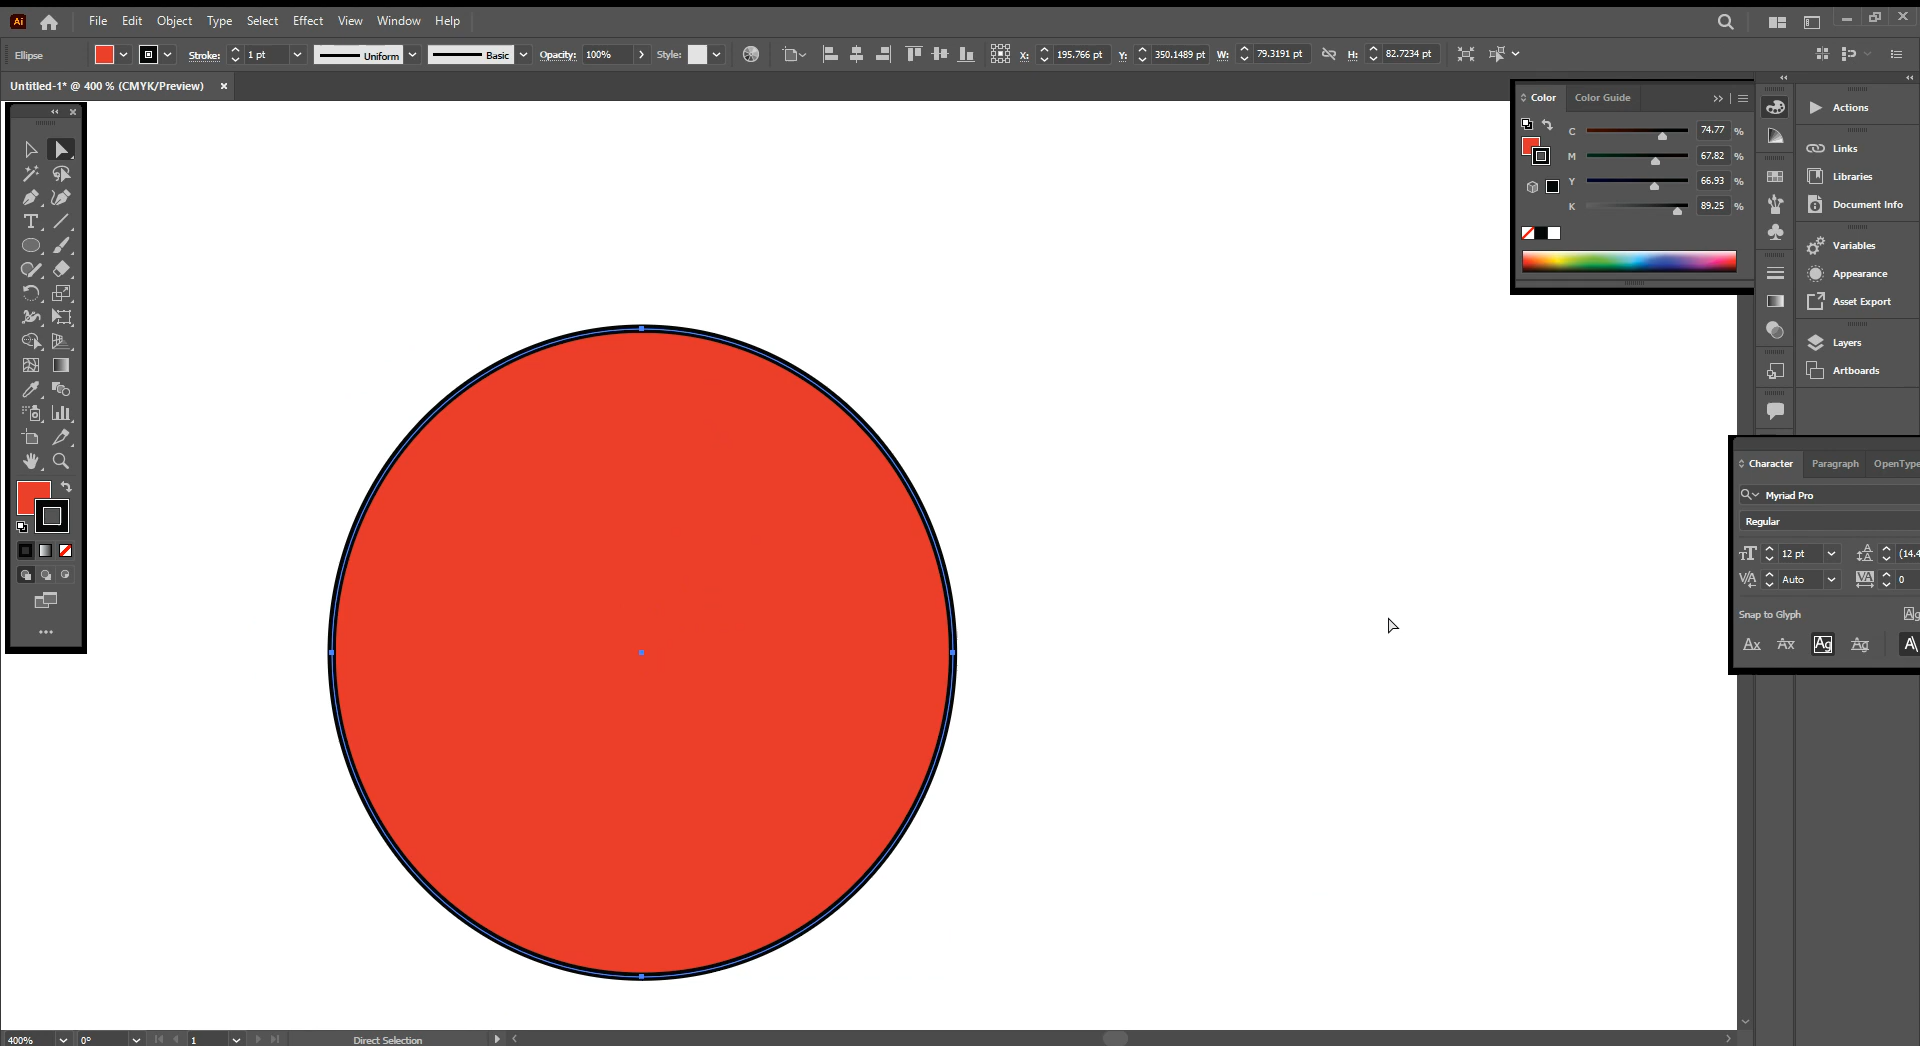 Ai File Edit Object Type Select Effect View Window Help
Ellipse Stroke: 1 pt Uniform Basic Opacity: 100% Style: X: 195.766 pt Y: 350.1489 pt W: 79.3191 pt H: 82.7234 pt
Untitled-1* @ 400 % (CMYK/Preview) ×
Color Color Guide
C 74.77 %
M 67.82 %
Y 66.93 %
K 89.25 %
Actions
Links
Libraries
Document Info
Variables
Appearance
Asset Export
Layers
Artboards
Character Paragraph OpenType
Myriad Pro
Regular
12 pt (14.4
Auto 0
Snap to Glyph
400% 0° 1 Direct Selection